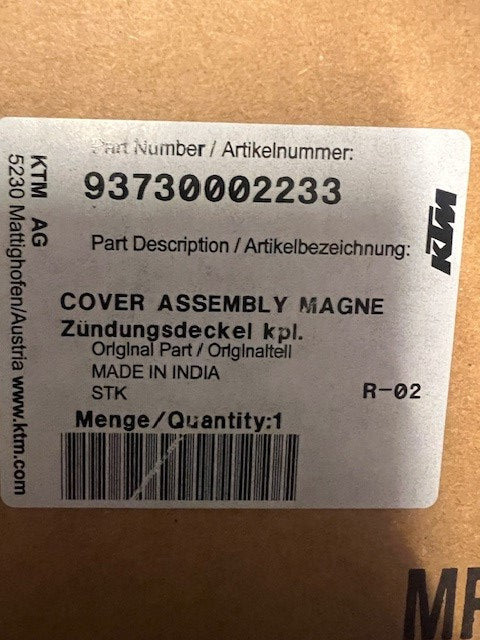 Part Number / Artikelnummer:
93730002233
Part Description / Artikelbezeichnung:
KTM
COVER ASSEMBLY MAGNE
Zündungsdeckel kpl.
Original Part / Originalteil
MADE IN INDIA
STK
R-02
Menge/Quantity:1
KTM AG
5230 Mattighofen/Austria www.ktm.com